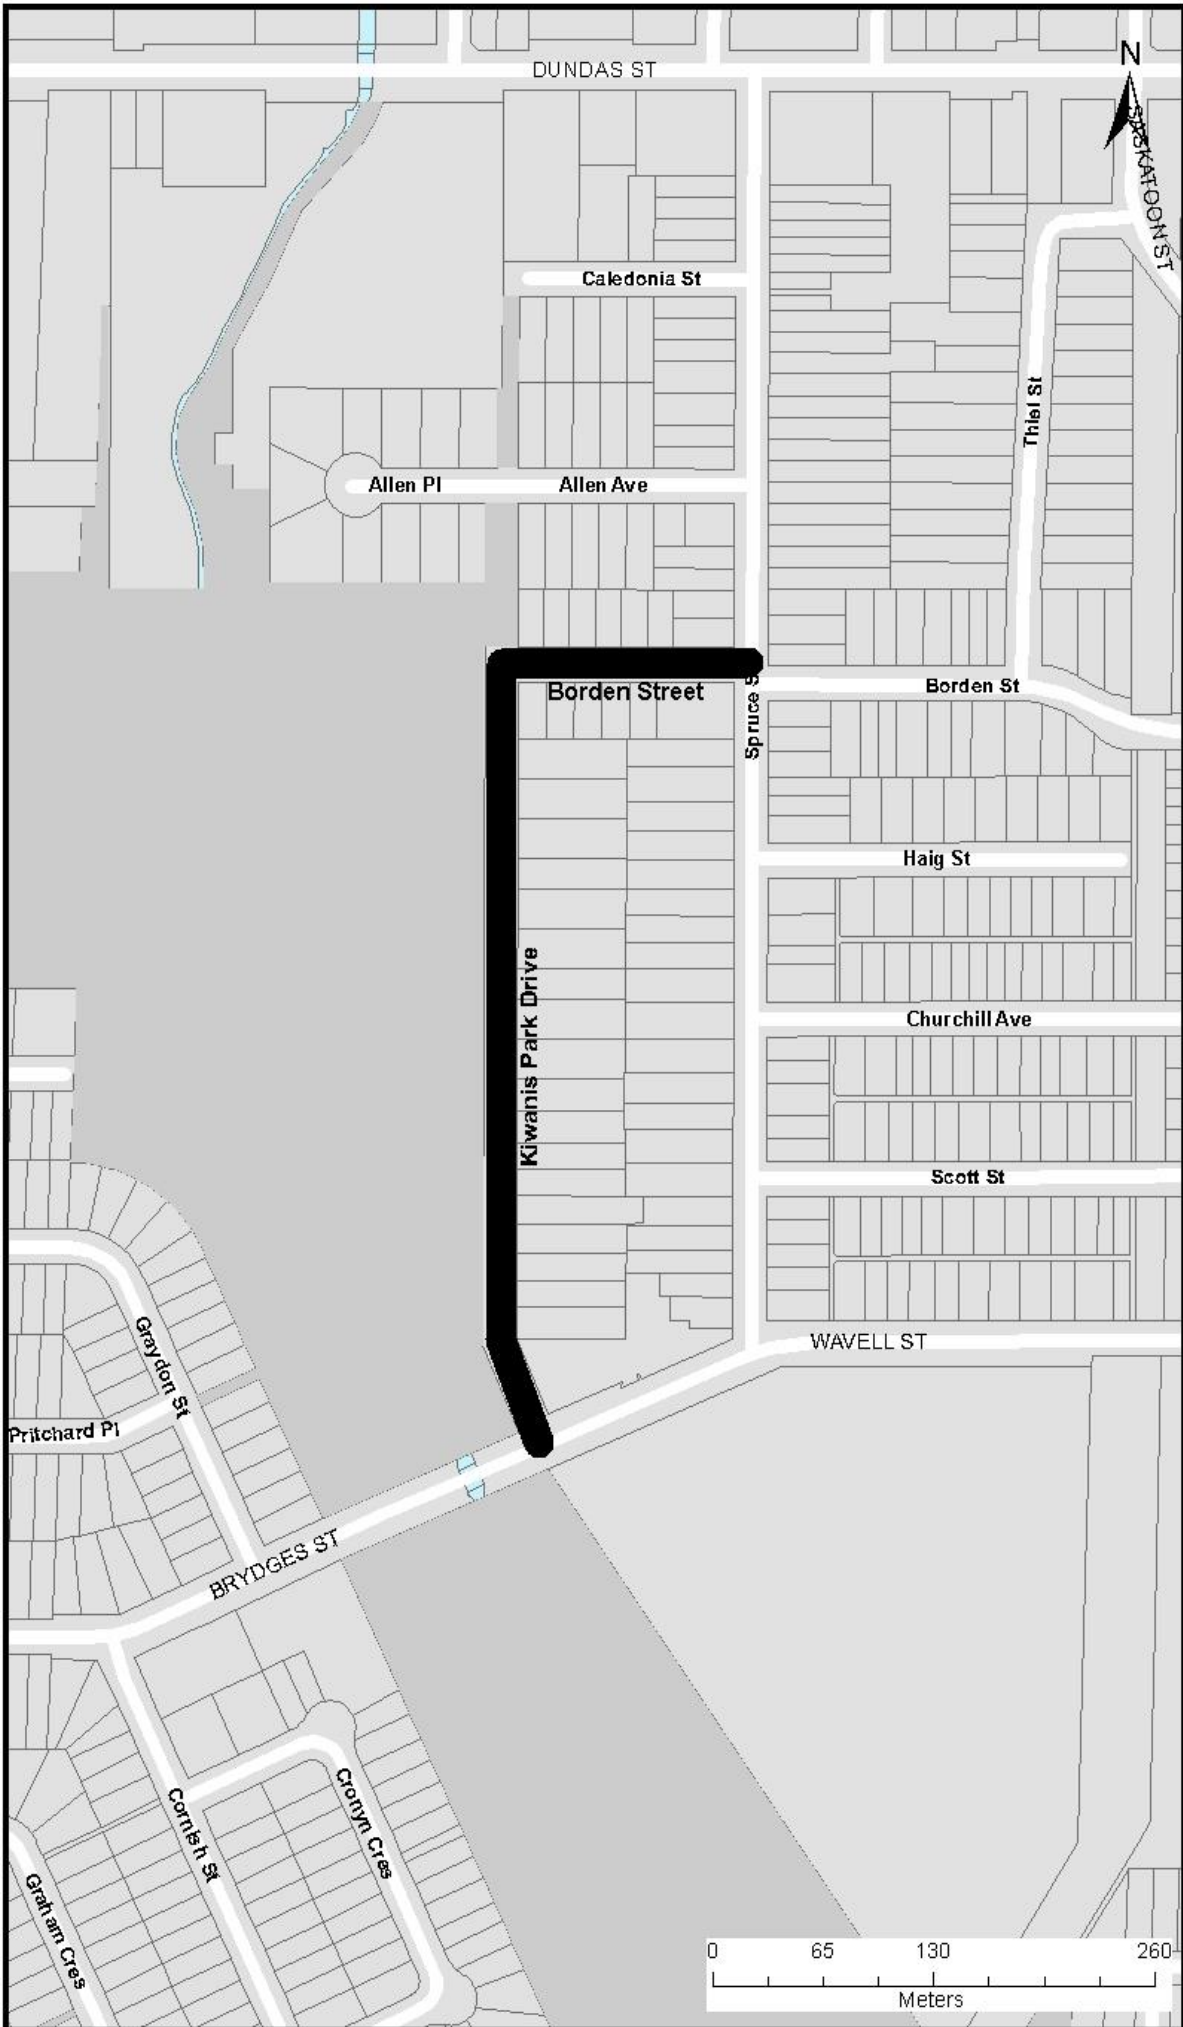 DUNDAS ST
N
SASKATOON ST
Caledonia St
Thiel St
Allen Pl
Allen Ave
Borden Street
Borden St
Spruce S
Haig St
Kiwanis Park Drive
Churchill Ave
Scott St
WAVELL ST
Graydon St
Pritchard Pl
BRYDGES ST
Cornish St
Cronyn Cres
Graham Cres
0 65 130 260
Meters